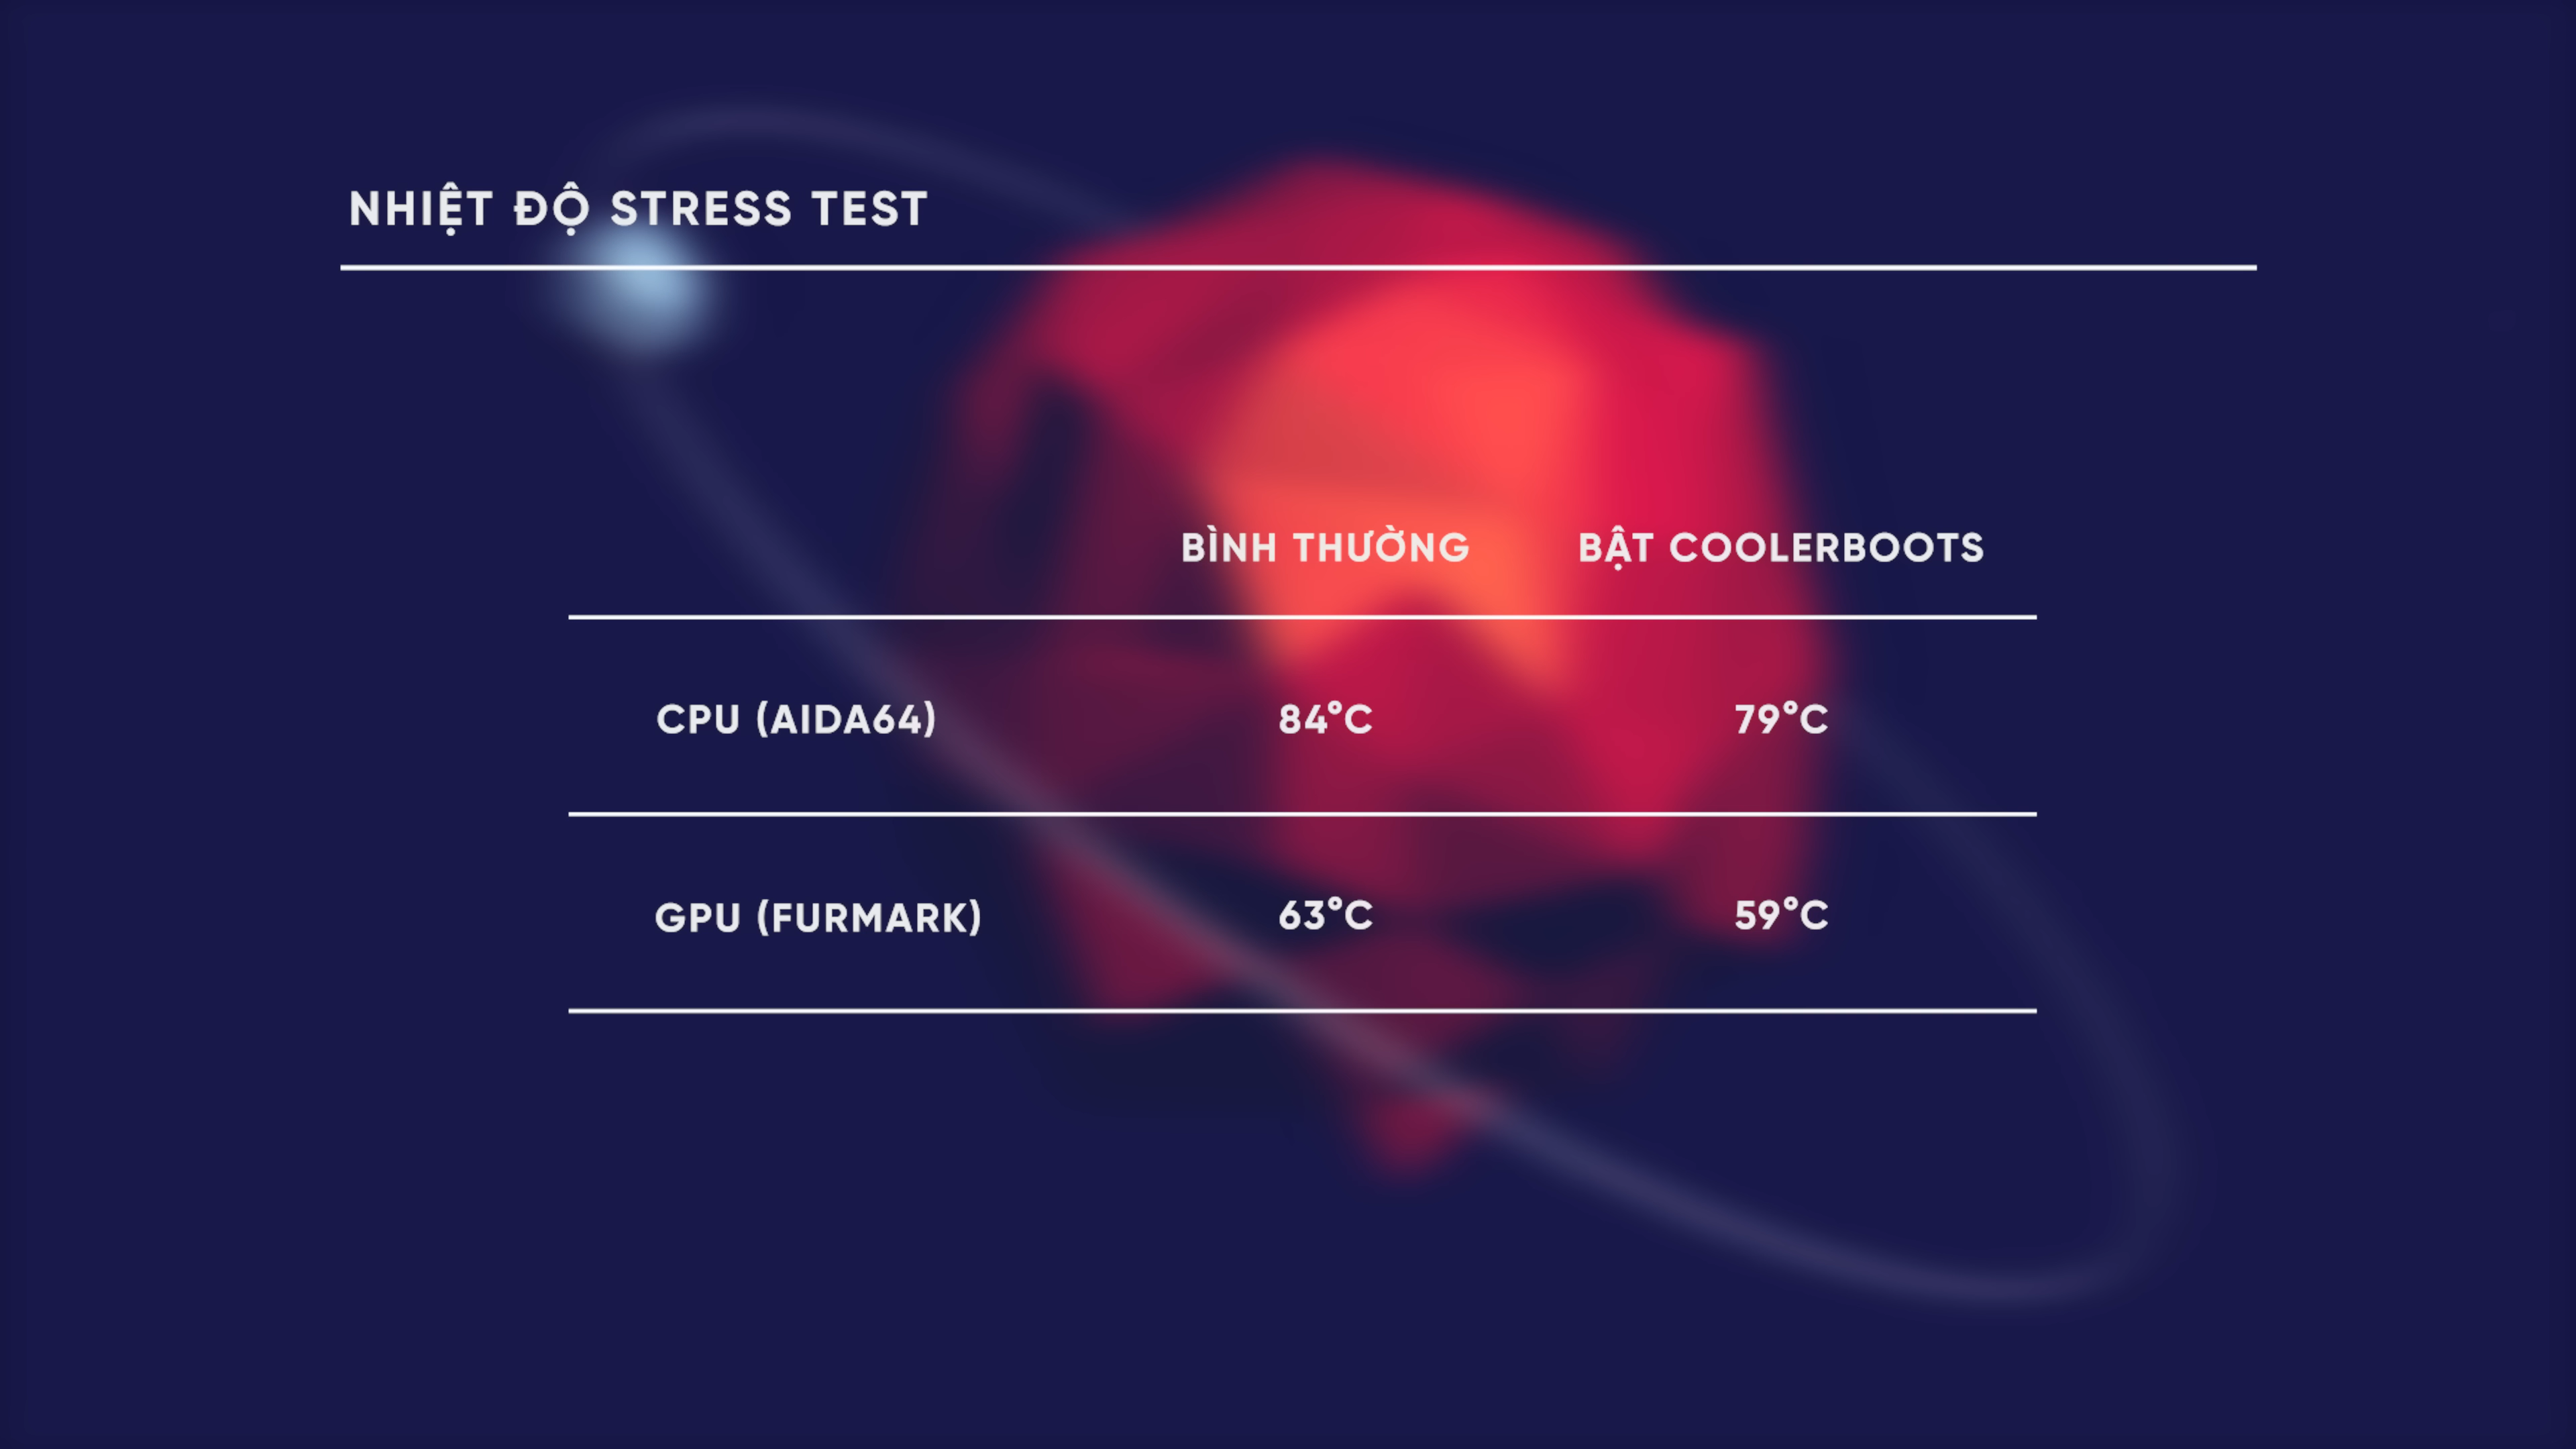 NHIỆT ĐỘ STRESS TEST
BÌNH THƯỜNG BẬT COOLERBOOTS
CPU (AIDA64) 84°C 79°C
GPU (FURMARK) 63°C 59°C